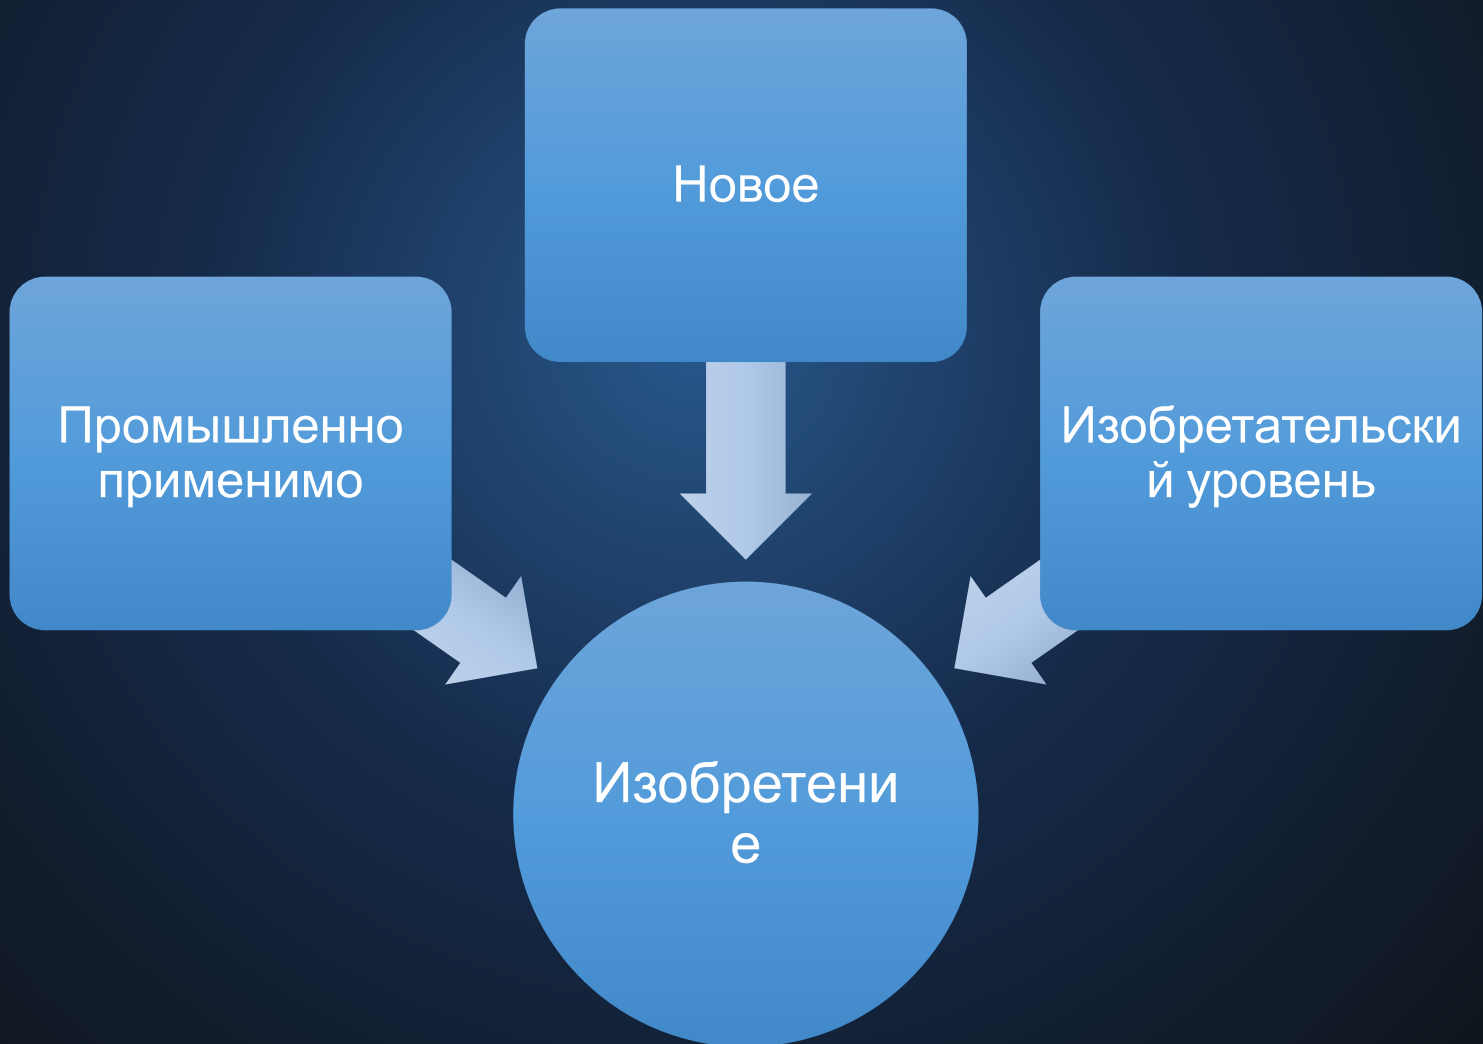 Новое
Промышленно
применимо
Изобретательски
й уровень
Изобретени
е